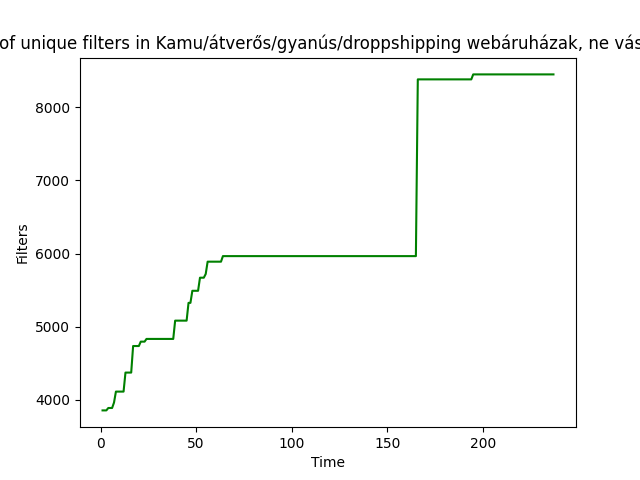 of unique filters in Kamu/átverős/gyanús/droppshipping webáruházak, ne vás
8000
7000
6000
5000
4000
Filters
0 50 100 150 200
Time